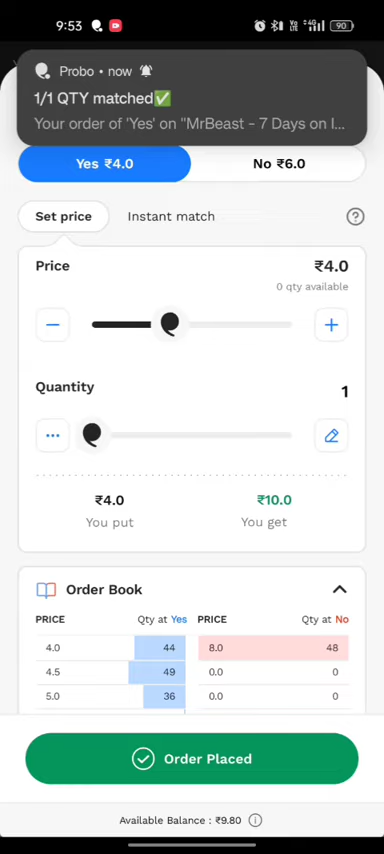 9:53
Vo LTE 4G 90
Probo • now
1/1 QTY matched✅
Your order of 'Yes' on "MrBeast - 7 Days on I...
Yes ₹4.0 No ₹6.0
Set price Instant match ?
Price ₹4.0
0 qty available
Quantity 1
₹4.0 ₹10.0
You put You get
Order Book
PRICE Qty at Yes PRICE Qty at No
4.0 44 8.0 48
4.5 49 0.0 0
5.0 36 0.0 0
Order Placed
Available Balance : ₹9.80